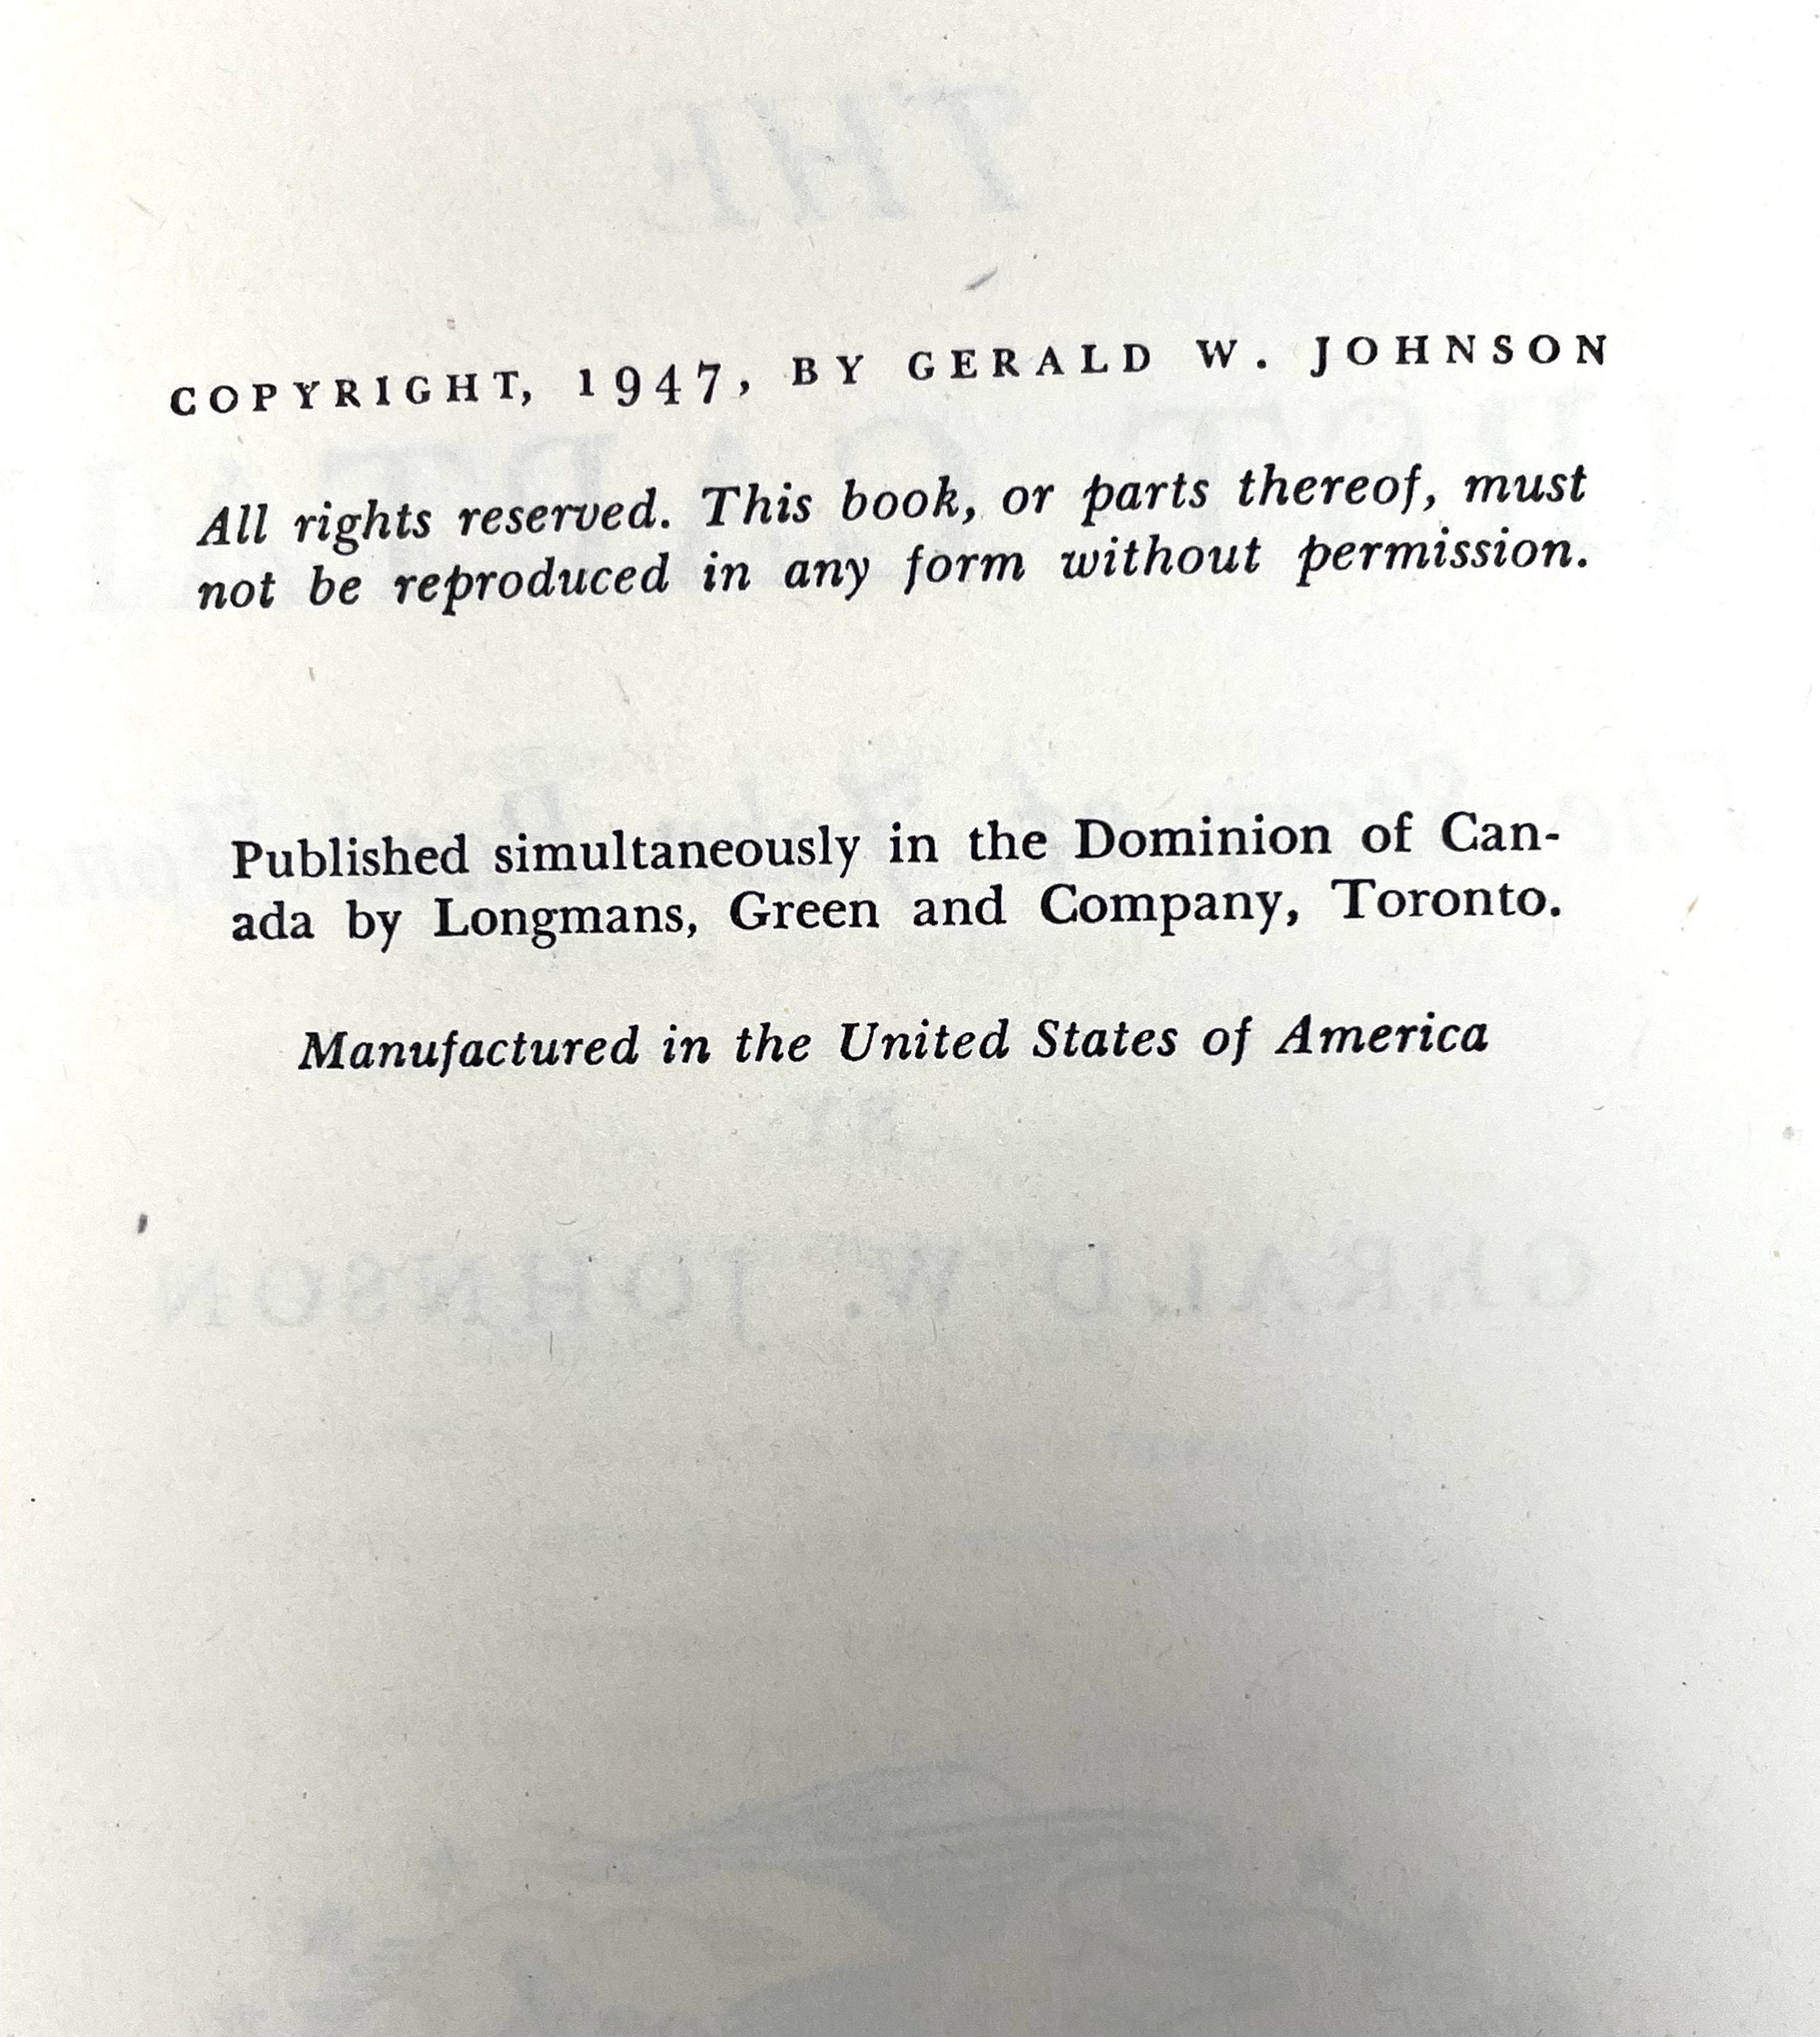 COPYRIGHT, 1947, BY GERALD W. JOHNSON
All rights reserved. This book, or parts thereof, must
not be reproduced in any form without permission.
Published simultaneously in the Dominion of Can-
ada by Longmans, Green and Company, Toronto.
Manufactured in the United States of America